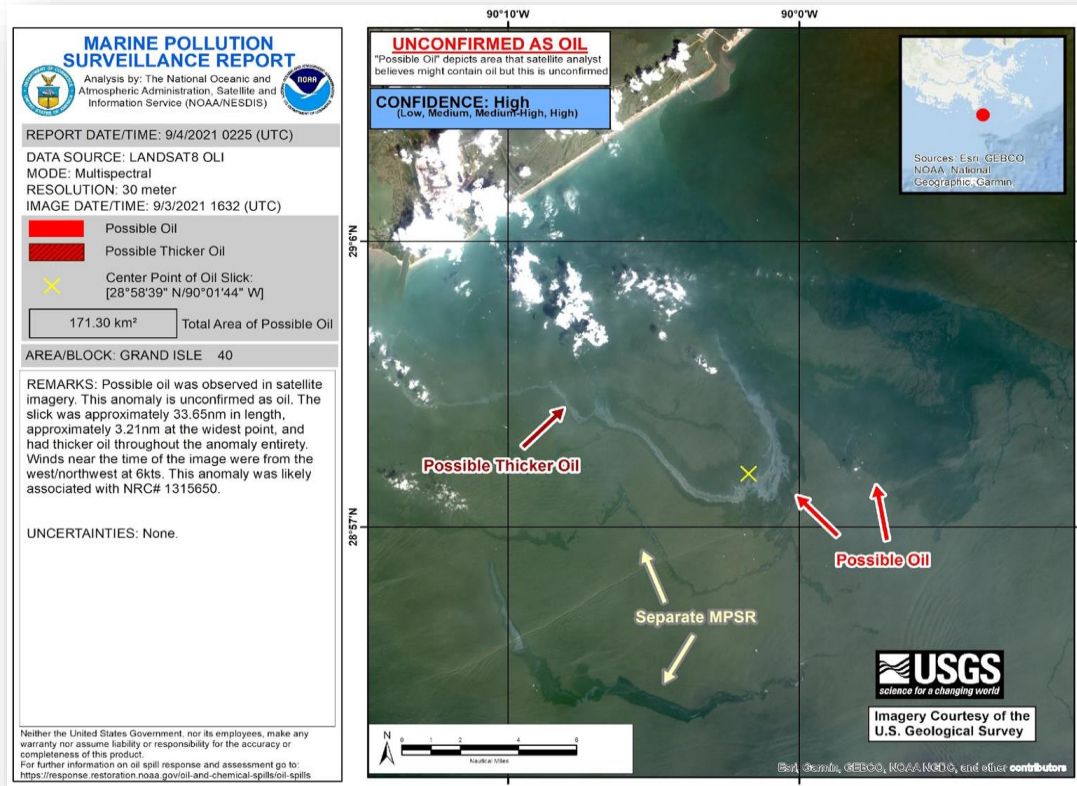 MARINE POLLUTION
SURVEILLANCE REPORT
Analysis by: The National Oceanic and
Atmospheric Administration, Satellite and
Information Service (NOAA/NESDIS)
NOAA
REPORT DATE/TIME: 9/4/2021 0225 (UTC)
DATA SOURCE: LANDSAT8 OLI
MODE: Multispectral
RESOLUTION: 30 meter
IMAGE DATE/TIME: 9/3/2021 1632 (UTC)
Possible Oil
Possible Thicker Oil
Center Point of Oil Slick:
[28°58'39" N/90°01'44" W]
171.30 km² Total Area of Possible Oil
AREA/BLOCK: GRAND ISLE 40
REMARKS: Possible oil was observed in satellite
imagery. This anomaly is unconfirmed as oil. The
slick was approximately 33.65nm in length,
approximately 3.21nm at the widest point, and
had thicker oil throughout the anomaly entirety.
Winds near the time of the image were from the
west/northwest at 6kts. This anomaly was likely
associated with NRC# 1315650.
UNCERTAINTIES: None.
Neither the United States Government, nor its employees, make any
warranty nor assume liability or responsibility for the accuracy or
completeness of this product.
For further information on oil spill response and assessment go to:
https://response.restoration.noaa.gov/oil-and-chemical-spills/oil-spills
90°10'W
90°0'W
UNCONFIRMED AS OIL
"Possible Oil" depicts area that satellite analyst
believes might contain oil but this is unconfirmed
CONFIDENCE: High
(Low, Medium, Medium-High, High)
Sources: Esri, GEBCO,
NOAA, National
Geographic, Garmin,
29°6'N
28°57'N
Possible Thicker Oil
Possible Oil
Separate MPSR
USGS
science for a changing world
Imagery Courtesy of the
U.S. Geological Survey
N
0 1 2 4 6
Nautical Miles
Esri, Garmin, GEBCO, NOAA NGDC, and other contributors